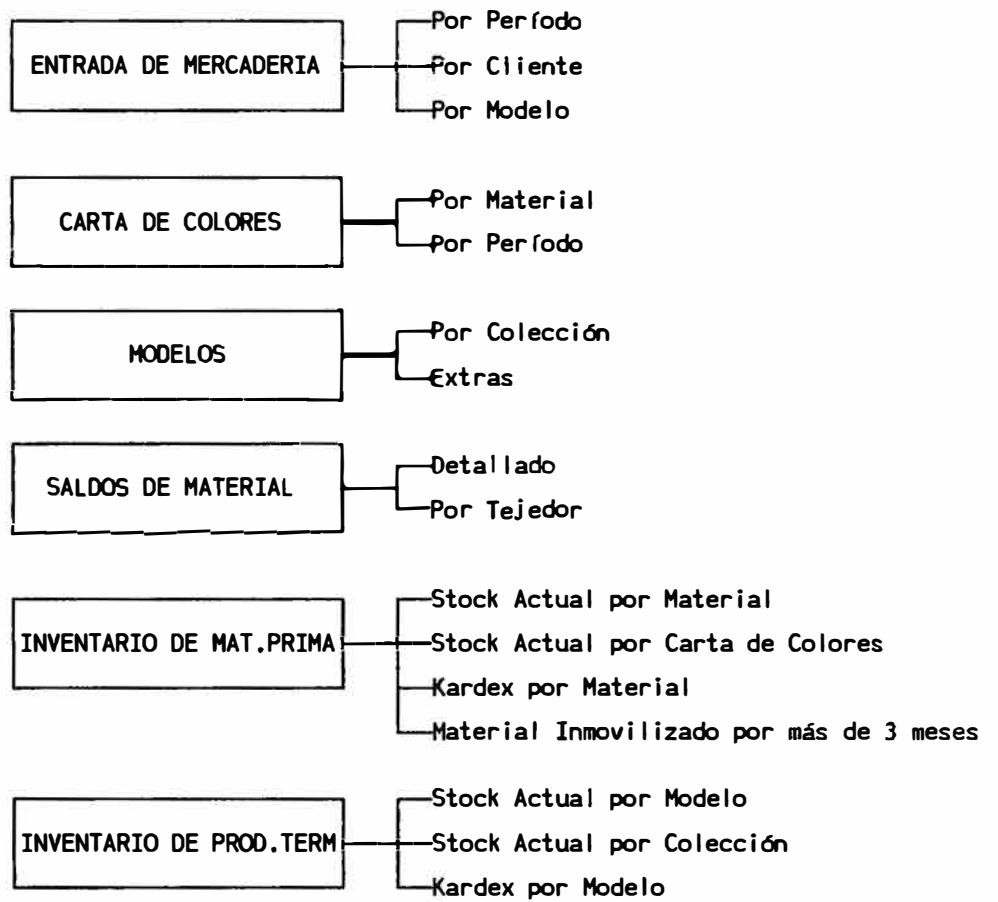 Por Período
ENTRADA DE MERCADERIA
Por Cliente
Por Modelo
Por Material
CARTA DE COLORES
Por Período
Por Colección
MODELOS
Extras
Detallado
SALDOS DE MATERIAL
Por Tejedor
Stock Actual por Material
INVENTARIO DE MAT.PRIMA
Stock Actual por Carta de Colores
Kardex por Material
Material Inmovilizado por más de 3 meses
Stock Actual por Modelo
INVENTARIO DE PROD.TERM
Stock Actual por Colección
Kardex por Modelo